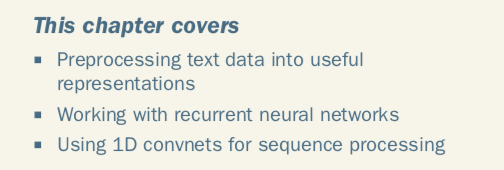 This chapter covers
▪ Preprocessing text data into useful
representations
▪ Working with recurrent neural networks
▪ Using 1D convnets for sequence processing